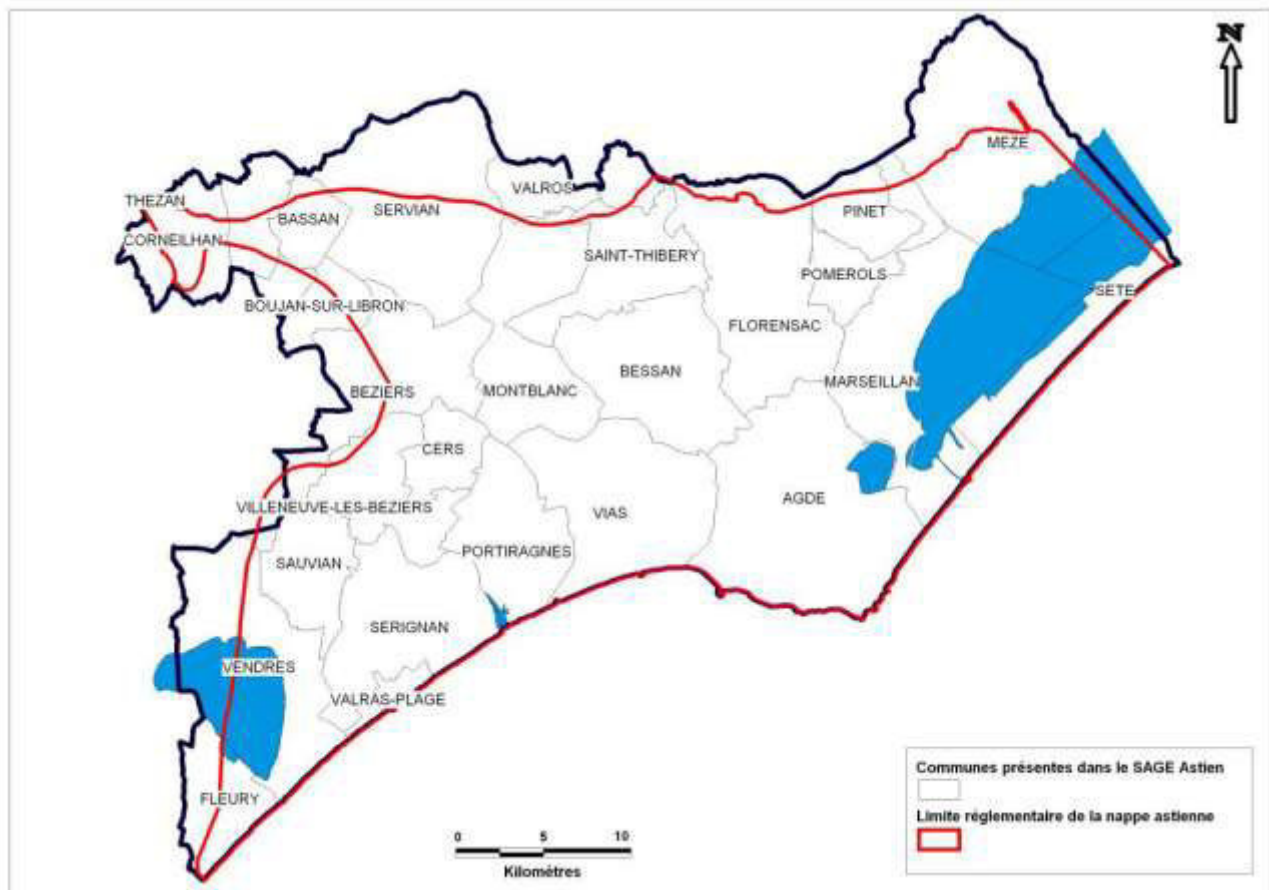 N
MEZE
VALROS
THEZAN
BASSAN
SERVIAN
PINET
CORNEILHAN
SAINT-THIBERY
POMEROLS
SETE
BOUJAN-SUR-LIBRON
FLORENSAC
BESSAN
MARSEILLAN
BEZIERS
MONTBLANC
CERS
AGDE
VILLENEUVE-LES-BEZIERS
VIAS
PORTIRAGNES
SAUVIAN
SERIGNAN
VENDRES
VALRAS-PLAGE
FLEURY
Communes présentes dans le SAGE Astien
Limite réglementaire de la nappe astienne
0 5 10
Kilomètres